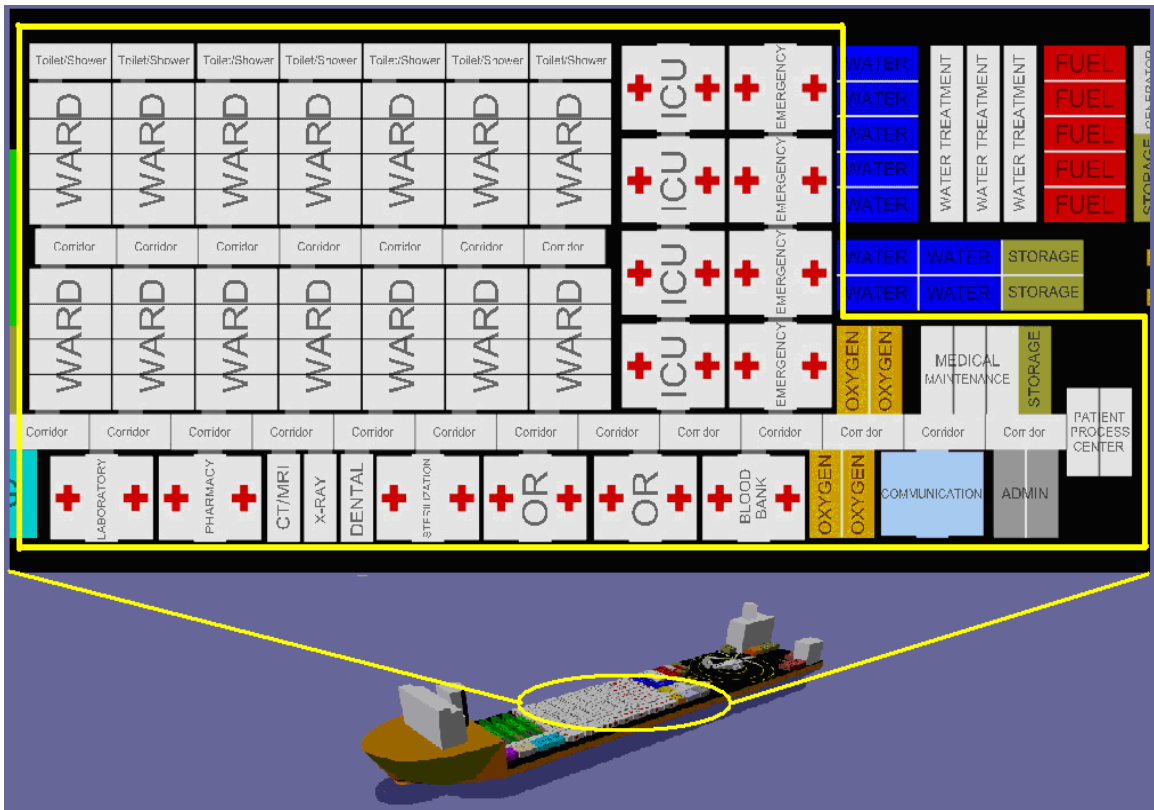 Toilet/Shower Toilet/Shower Toilet/Shower Toilet/Shower Toilet/Shower Toilet/Shower Toilet/Shower
WARD WARD WARD WARD WARD WARD WARD
Corridor Corridor Corridor Corridor Corridor Corridor Corridor
WARD WARD WARD WARD WARD WARD WARD
ICU EMERGENCY
ICU EMERGENCY
ICU EMERGENCY
ICU EMERGENCY
WATER
WATER
WATER
WATER
WATER
WATER TREATMENT
WATER TREATMENT
WATER TREATMENT
FUEL
FUEL
FUEL
FUEL
FUEL
GENERATOR
STORAGE
WATER WATER STORAGE
WATER WATER STORAGE
OXYGEN
OXYGEN
MEDICAL
MAINTENANCE
STORAGE
Corridor Corridor Corridor Corridor Corridor Corridor Corridor Corridor Corridor Corridor Corridor Corridor Corridor
PATIENT
PROCESS
CENTER
LABORATORY
PHARMACY
CT/MRI
X-RAY
DENTAL
STERILIZATION
OR
OR
BLOOD
BANK
OXYGEN
OXYGEN
COMMUNICATION
ADMIN